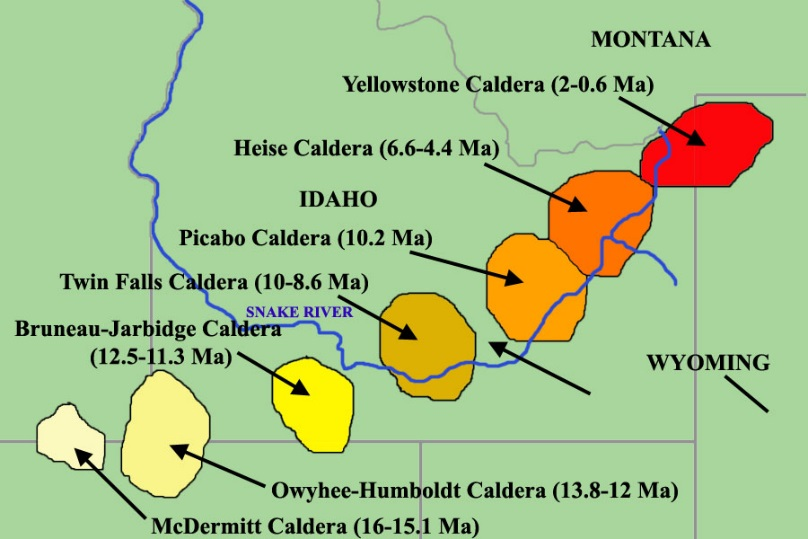 MONTANA
Yellowstone Caldera (2-0.6 Ma)
Heise Caldera (6.6-4.4 Ma)
IDAHO
Picabo Caldera (10.2 Ma)
Twin Falls Caldera (10-8.6 Ma)
SNAKE RIVER
Bruneau-Jarbidge Caldera
(12.5-11.3 Ma)
WYOMING
Owyhee-Humboldt Caldera (13.8-12 Ma)
McDermitt Caldera (16-15.1 Ma)